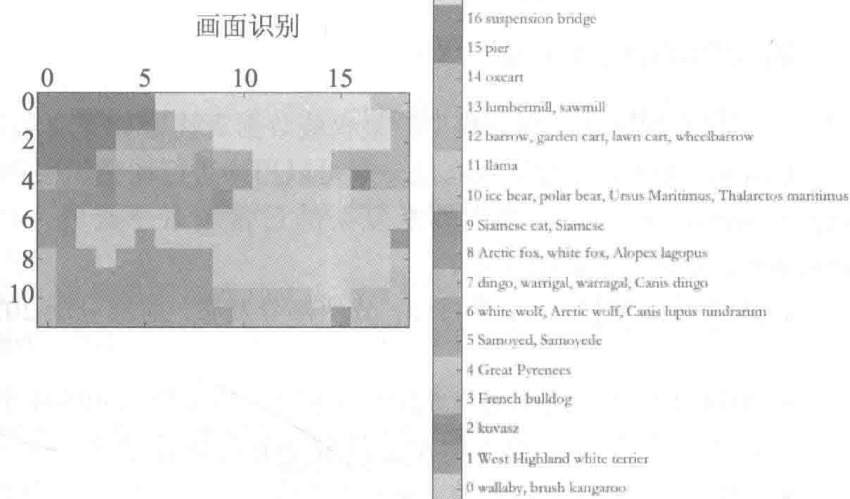 画面识别
0 5 10 15
0
2
4
6
8
10
16 suspension bridge
15 pier
14 oxcart
13 lumbermill, sawmill
12 barrow, garden cart, lawn cart, wheelbarrow
11 llama
10 ice bear, polar bear, Ursus Maritimus, Thalarctos maritimus
9 Siamese cat, Siamese
8 Arctic fox, white fox, Alopex lagopus
7 dingo, warrigal, warragal, Canis dingo
6 white wolf, Arctic wolf, Canis lupus tundrarum
5 Samoyed, Samoyede
4 Great Pyrenees
3 French bulldog
2 kuvasz
1 West Highland white terrier
0 wallaby, brush kangaroo